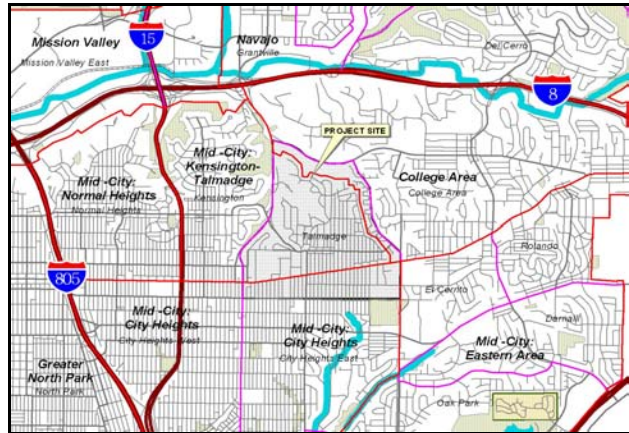 Mission Valley
Mission Valley East
15
Navajo
Grantville
Del Cerro
8
PROJECT SITE
Mid -City:
Kensington-
Talmadge
Kensington
Mid -City:
Normal Heights
Normal Heights
College Area
College Area
Talmadge
Rolando
805
El Cerrito
Mid -City:
City Heights
City Heights West
Mid -City:
City Heights
City Heights East
Darnall
Mid -City:
Eastern Area
Greater
North Park
North Park
Oak Park